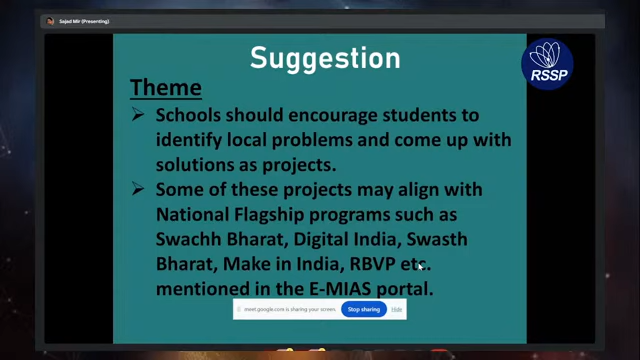 Sajad Mir (Presenting)
Suggestion
RSSP
Theme
➢ Schools should encourage students to
identify local problems and come up with
solutions as projects.
➢ Some of these projects may align with
National Flagship programs such as
Swachh Bharat, Digital India, Swasth
Bharat, Make in India, RBVP etc.
mentioned in the E-MIAS portal.
meet.google.com is sharing your screen.
Stop sharing
Hide